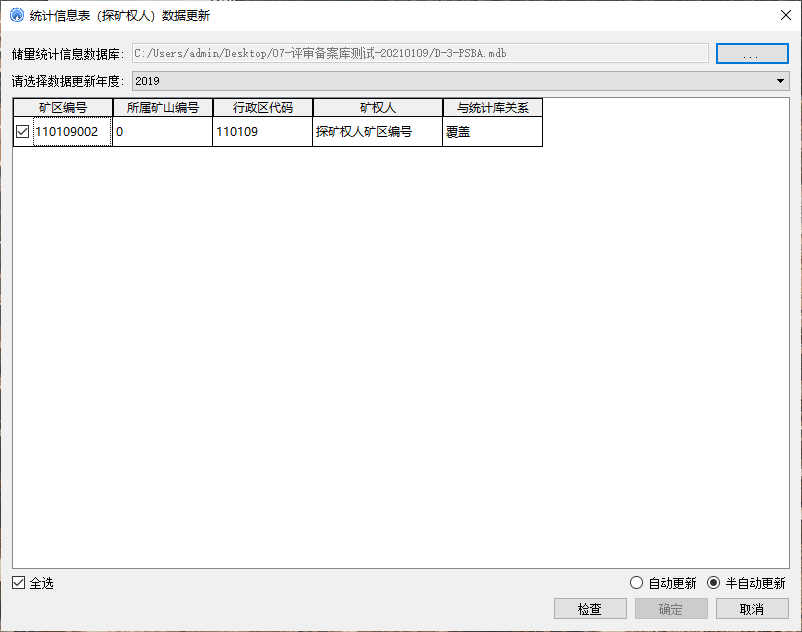 统计信息表（探矿权人）数据更新
储量统计信息数据库: C:/Users/admin/Desktop/07-评审备案库测试-20210109/D-3-PSBA.mdb ...
请选择数据更新年度: 2019
矿区编号 所属矿山编号 行政区代码 矿权人 与统计库关系
110109002 0 110109 探矿权人矿区编号 覆盖
全选 自动更新 半自动更新
检查 确定 取消